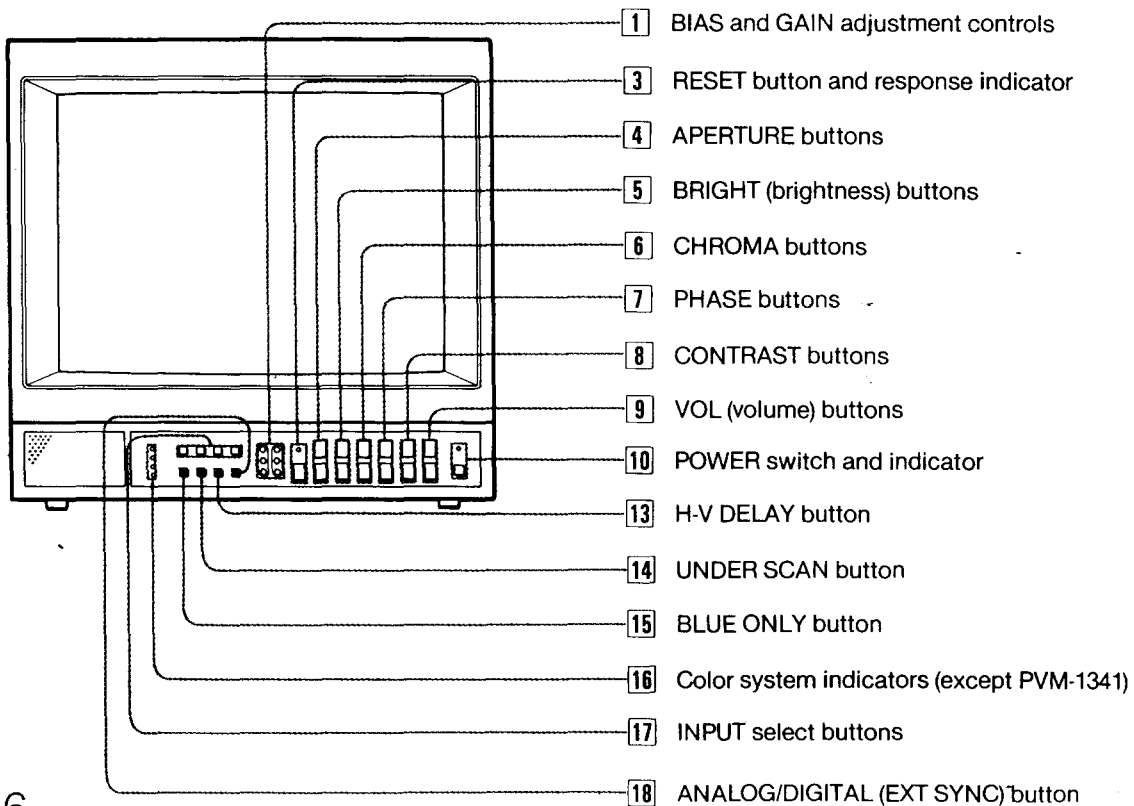 1 BIAS and GAIN adjustment controls
3 RESET button and response indicator
4 APERTURE buttons
5 BRIGHT (brightness) buttons
6 CHROMA buttons
7 PHASE buttons
8 CONTRAST buttons
9 VOL (volume) buttons
10 POWER switch and indicator
13 H-V DELAY button
14 UNDER SCAN button
15 BLUE ONLY button
16 Color system indicators (except PVM-1341)
17 INPUT select buttons
18 ANALOG/DIGITAL (EXT SYNC) button